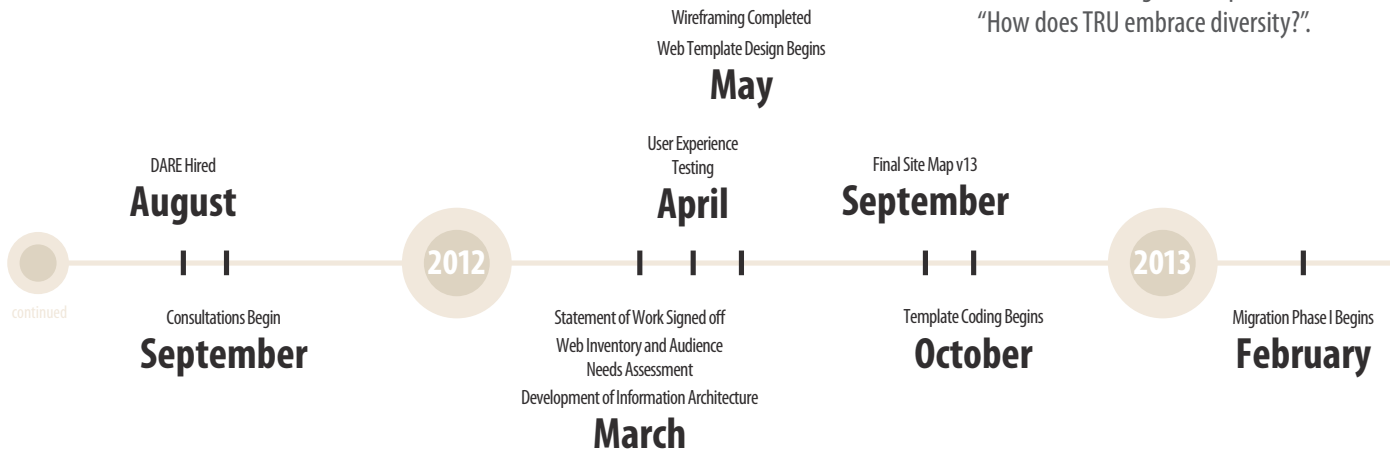 “How does TRU embrace diversity?”.
Wireframing Completed
Web Template Design Begins
May
DARE Hired
August
User Experience
Testing
April
Final Site Map v13
September
2012
2013
continued
Consultations Begin
September
Statement of Work Signed off
Web Inventory and Audience
Needs Assessment
Development of Information Architecture
March
Template Coding Begins
October
Migration Phase I Begins
February